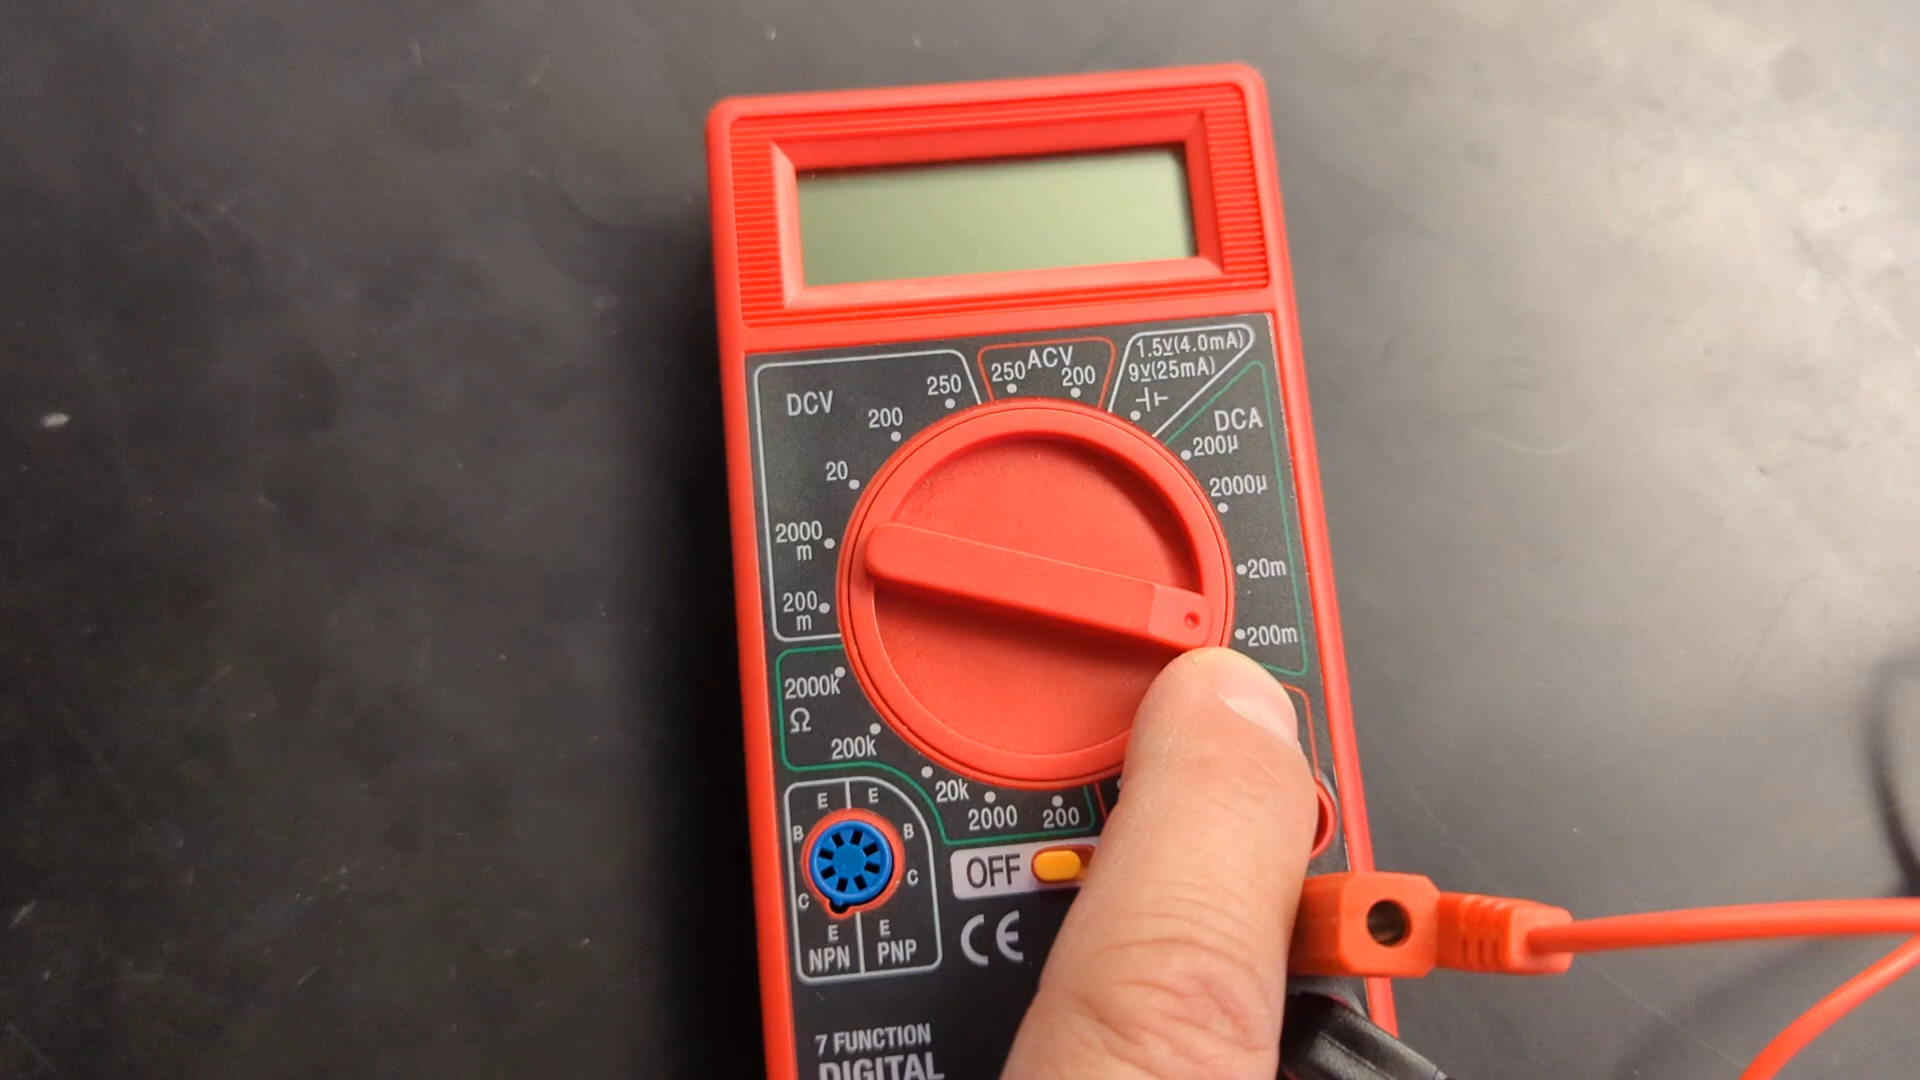 DCV
250
200
20
2000
m
200
m
ACV
250
200
1.5V(4.0mA)
9V(25mA)
DCA
200µ
2000µ
20m
200m
2000k
Ω
200k
20k
2000
200
E E
B B
C C
E E
NPN PNP
OFF
CE
7 FUNCTION
DIGITAL